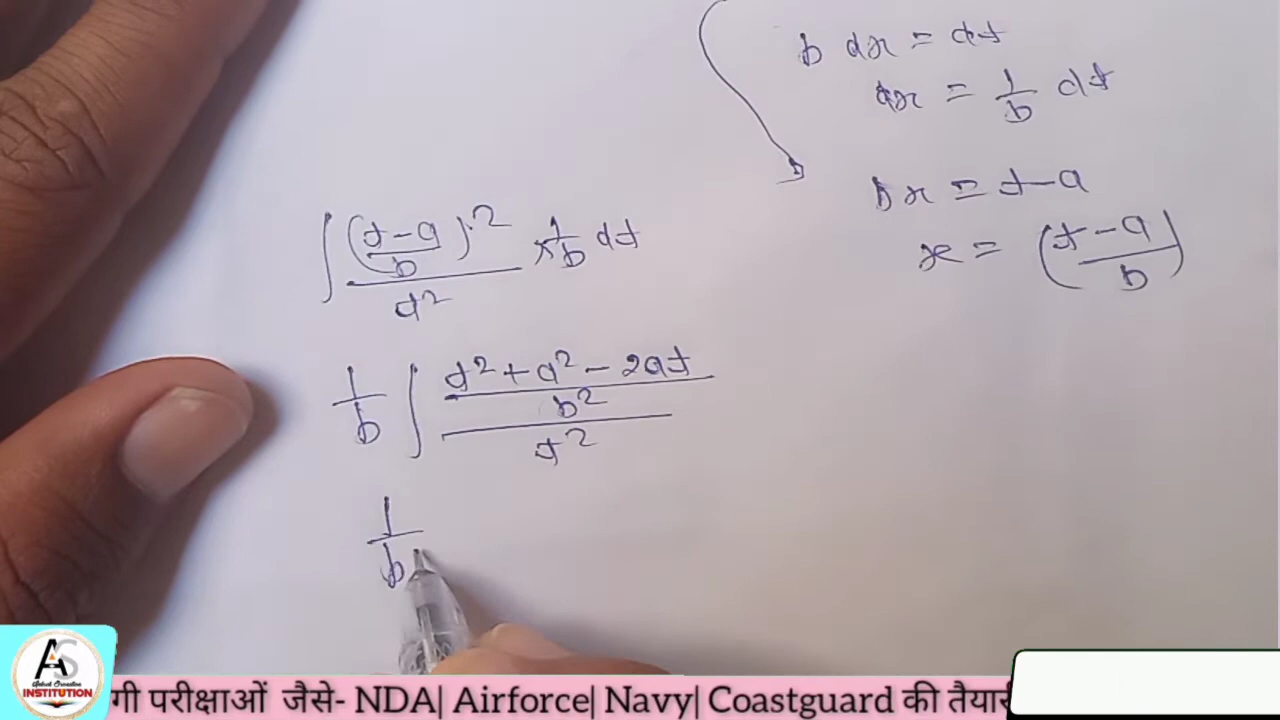 b dx = dt
dx = 1/b dt
bx = t-a
x = (t-a/b)
∫ (t-a/b)² / t² × 1/b dt
1/b ∫ t²+a²-2at / b² / t²
1/b
AS
INSTITUTION
गी परीक्षाओं जैसे- NDA| Airforce| Navy| Coastguard की तैयारी